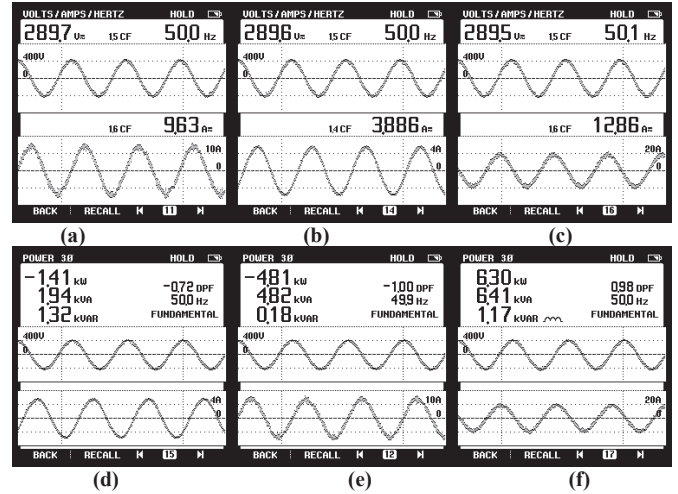 VOLTS/AMPS/HERTZ HOLD
289.7 V≂ 1.5 CF 50.0 Hz
400V
0
1.6 CF 9.63 A≂
10A
0
BACK RECALL 11
(a)
VOLTS/AMPS/HERTZ HOLD
289.6 V≂ 1.5 CF 50.0 Hz
400V
0
1.4 CF 3.886 A≂
4A
0
BACK RECALL 14
(b)
VOLTS/AMPS/HERTZ HOLD
289.5 V≂ 1.5 CF 50.1 Hz
400V
0
1.6 CF 12.86 A≂
20A
0
BACK RECALL 16
(c)
POWER 3Ø HOLD
-1.41 kW
1.94 kVA
1.32 kVAR
-0.72 DPF
50.0 Hz
FUNDAMENTAL
400V
0
4A
0
BACK RECALL 15
(d)
POWER 3Ø HOLD
-4.81 kW
4.82 kVA
0.18 kVAR
-1.00 DPF
49.9 Hz
FUNDAMENTAL
400V
0
10A
0
BACK RECALL 12
(e)
POWER 3Ø HOLD
6.30 kW
6.41 kVA
1.17 kVAR
0.98 DPF
50.0 Hz
FUNDAMENTAL
400V
0
20A
0
BACK RECALL 17
(f)